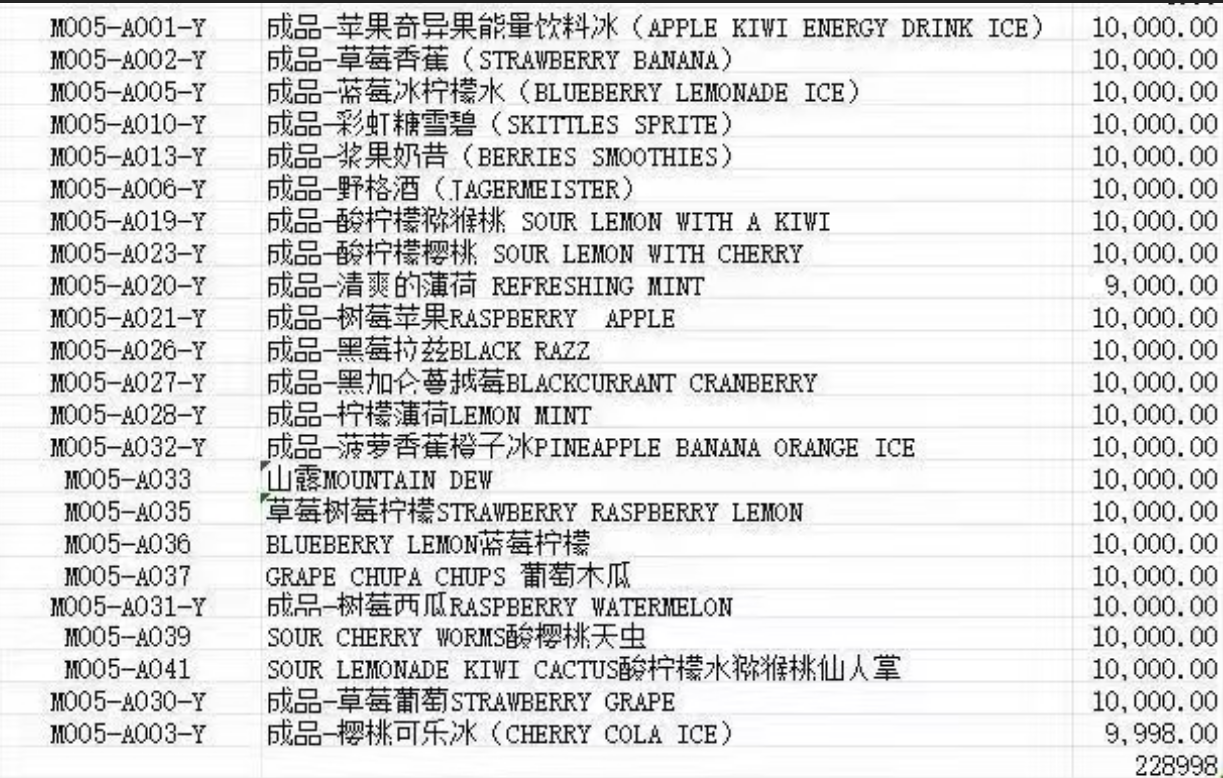 M005-A001-Y 成品-苹果奇异果能量饮料冰（APPLE KIWI ENERGY DRINK ICE） 10,000.00
M005-A002-Y 成品-草莓香蕉（STRAWBERRY BANANA） 10,000.00
M005-A005-Y 成品-蓝莓冰柠檬水（BLUEBERRY LEMONADE ICE） 10,000.00
M005-A010-Y 成品-彩虹糖雪碧（SKITTLES SPRITE） 10,000.00
M005-A013-Y 成品-浆果奶昔（BERRIES SMOOTHIES） 10,000.00
M005-A006-Y 成品-野格酒（JAGERMEISTER） 10,000.00
M005-A019-Y 成品-酸柠檬猕猴桃 SOUR LEMON WITH A KIWI 10,000.00
M005-A023-Y 成品-酸柠檬樱桃 SOUR LEMON WITH CHERRY 10,000.00
M005-A020-Y 成品-清爽的薄荷 REFRESHING MINT 9,000.00
M005-A021-Y 成品-树莓苹果RASPBERRY  APPLE 10,000.00
M005-A026-Y 成品-黑莓拉兹BLACK RAZZ 10,000.00
M005-A027-Y 成品-黑加仑蔓越莓BLACKCURRANT CRANBERRY 10,000.00
M005-A028-Y 成品-柠檬薄荷LEMON MINT 10,000.00
M005-A032-Y 成品-菠萝香蕉橙子冰PINEAPPLE BANANA ORANGE ICE 10,000.00
M005-A033 山露MOUNTAIN DEW 10,000.00
M005-A035 草莓树莓柠檬STRAWBERRY RASPBERRY LEMON 10,000.00
M005-A036 BLUEBERRY LEMON蓝莓柠檬 10,000.00
M005-A037 GRAPE CHUPA CHUPS 葡萄木瓜 10,000.00
M005-A031-Y 成品-树莓西瓜RASPBERRY WATERMELON 10,000.00
M005-A039 SOUR CHERRY WORMS酸樱桃天虫 10,000.00
M005-A041 SOUR LEMONADE KIWI CACTUS酸柠檬水猕猴桃仙人掌 10,000.00
M005-A030-Y 成品-草莓葡萄STRAWBERRY GRAPE 10,000.00
M005-A003-Y 成品-樱桃可乐冰（CHERRY COLA ICE） 9,998.00
228998